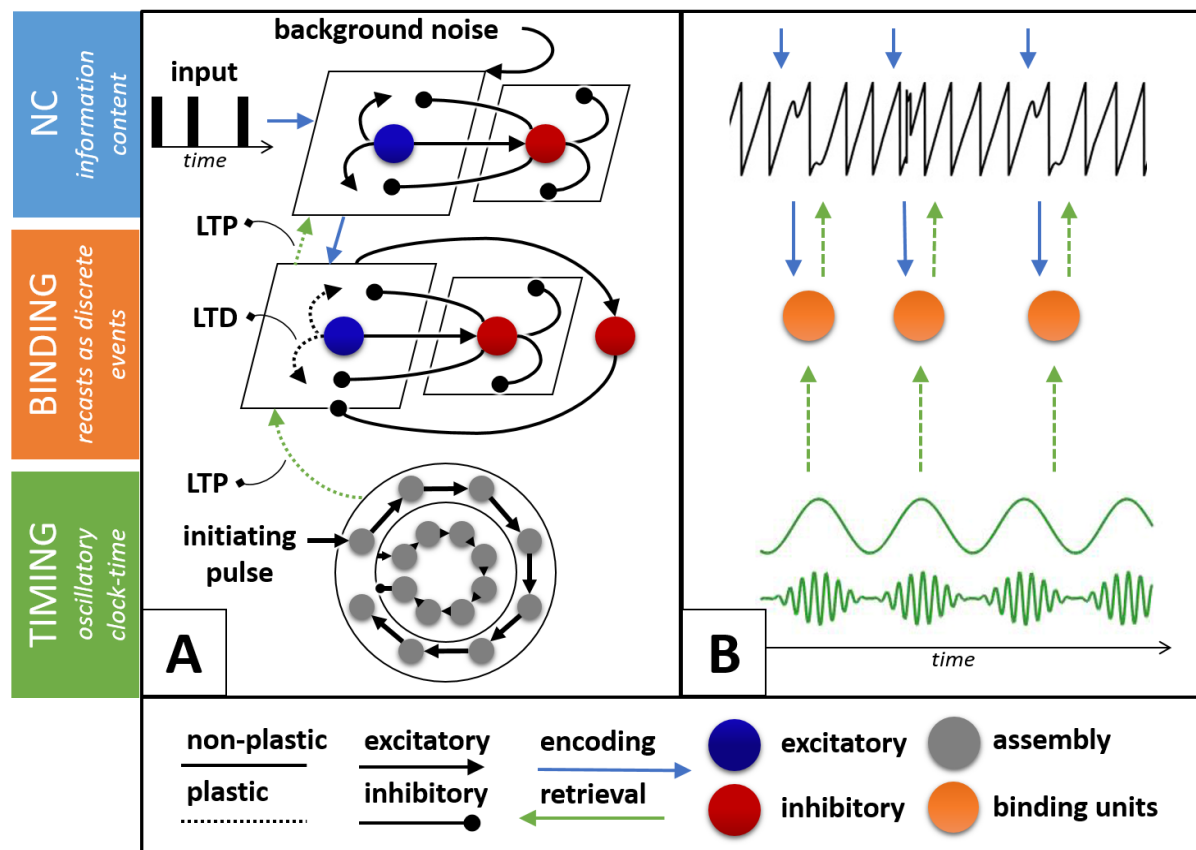 NC
information
content
BINDING
recasts as discrete
events
TIMING
oscillatory
clock-time
background noise
input
time
LTP
LTD
LTP
initiating
pulse
A
B
time
non-plastic
plastic
excitatory
inhibitory
encoding
retrieval
excitatory
inhibitory
assembly
binding units